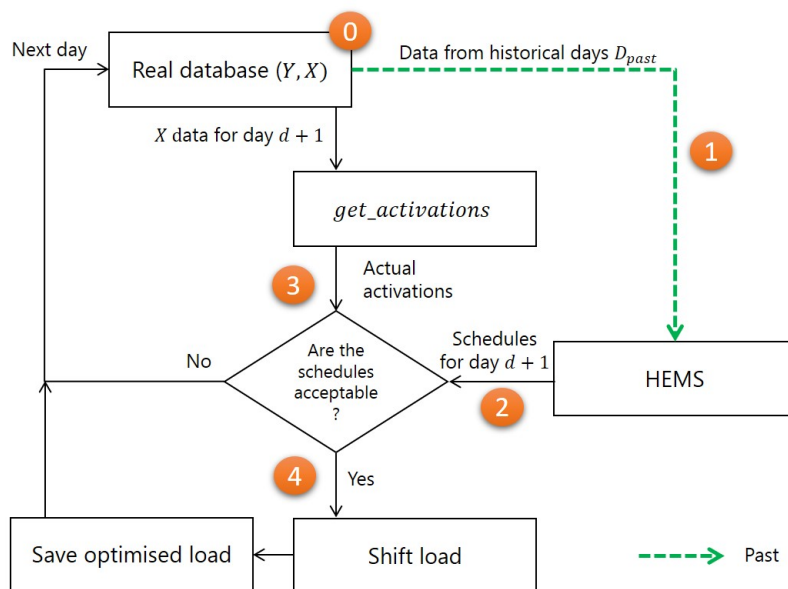 0
Next day
Real database (Y, X)
Data from historical days D_past
X data for day d + 1
1
get_activations
3
Actual
activations
No
Are the
schedules
acceptable
?
Schedules
for day d + 1
2
HEMS
4
Yes
Save optimised load
Shift load
Past